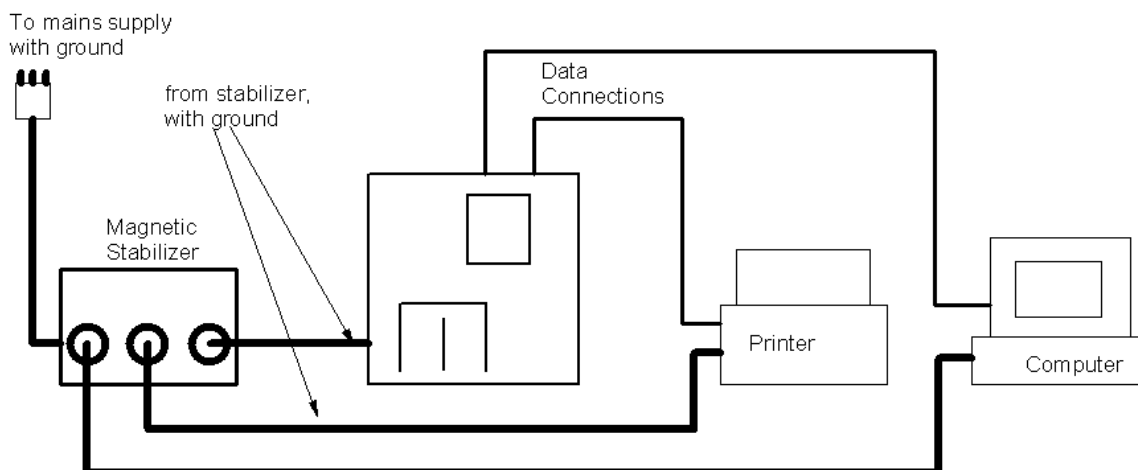 To mains supply
with ground
from stabilizer,
with ground
Data
Connections
Magnetic
Stabilizer
Printer
Computer